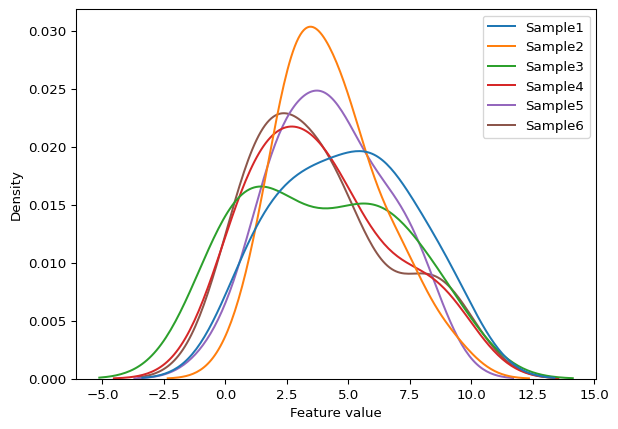 0.030
0.025
0.020
0.015
0.010
0.005
0.000
Density
−5.0
−2.5
0.0
2.5
5.0
7.5
10.0
12.5
15.0
Feature value
Sample1
Sample2
Sample3
Sample4
Sample5
Sample6